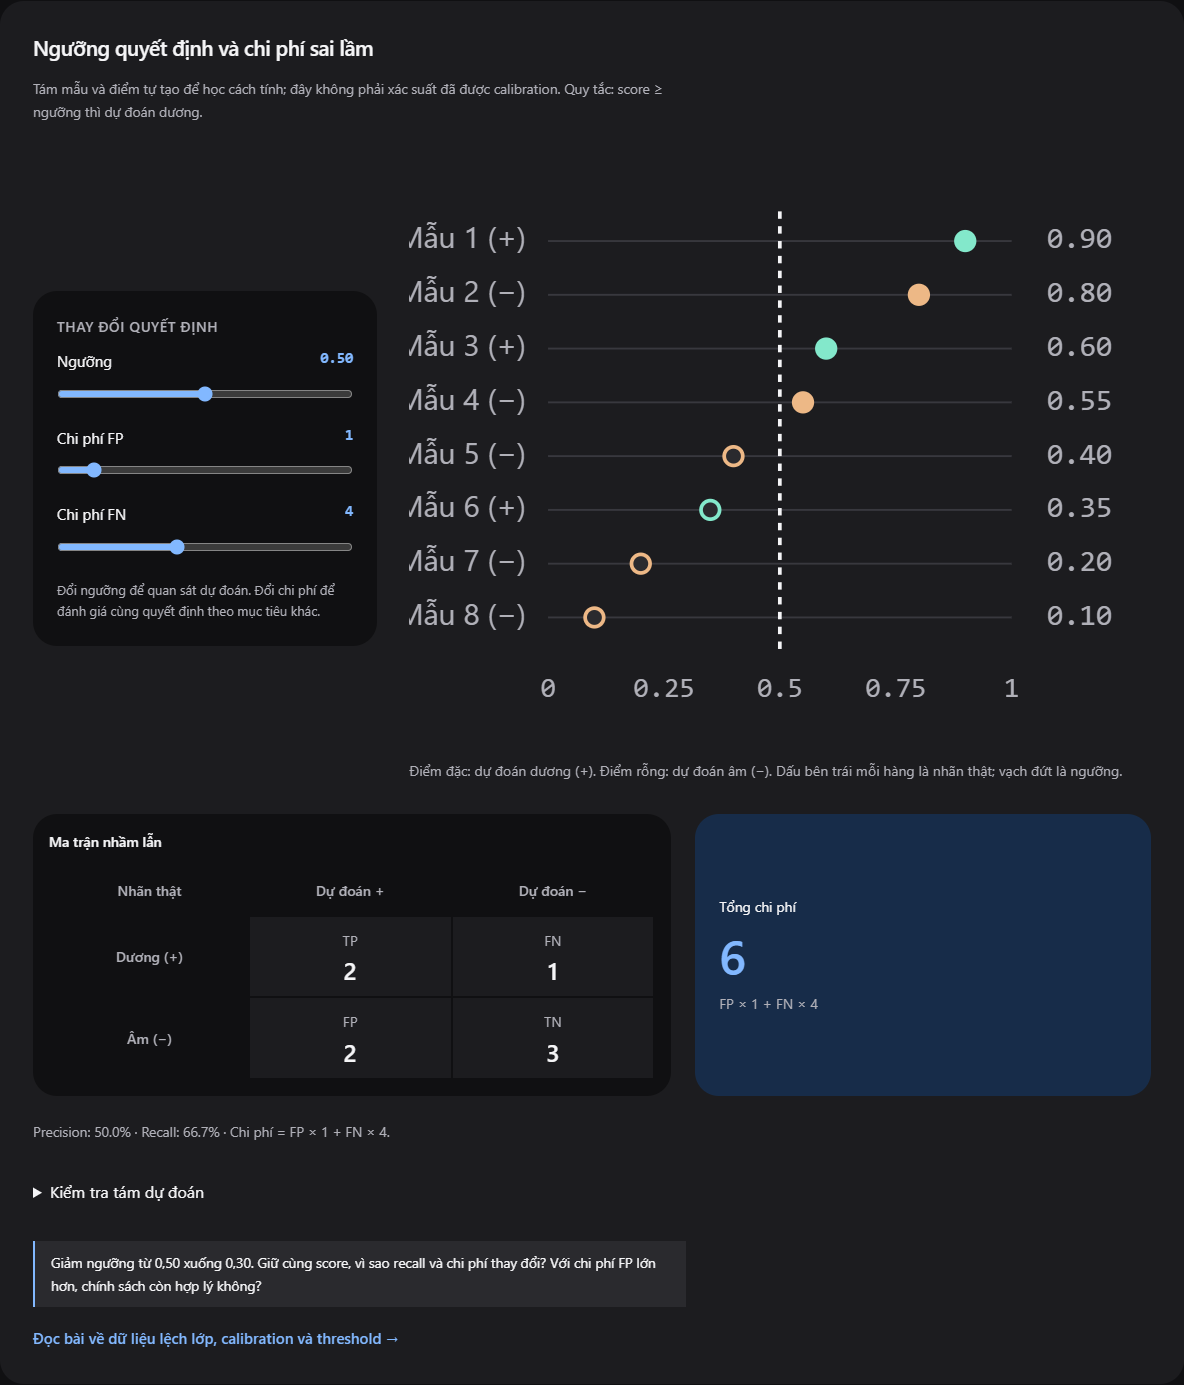 Ngưỡng quyết định và chi phí sai lầm
Tám mẫu và điểm tự tạo để học cách tính; đây không phải xác suất đã được calibration. Quy tắc: score ≥
ngưỡng thì dự đoán dương.
THAY ĐỔI QUYẾT ĐỊNH
Ngưỡng 0.50
Chi phí FP 1
Chi phí FN 4
Đổi ngưỡng để quan sát dự đoán. Đổi chi phí để
đánh giá cùng quyết định theo mục tiêu khác.
Mẫu 1 (+) 0.90
Mẫu 2 (−) 0.80
Mẫu 3 (+) 0.60
Mẫu 4 (−) 0.55
Mẫu 5 (−) 0.40
Mẫu 6 (+) 0.35
Mẫu 7 (−) 0.20
Mẫu 8 (−) 0.10
0 0.25 0.5 0.75 1
Điểm đặc: dự đoán dương (+). Điểm rỗng: dự đoán âm (−). Dấu bên trái mỗi hàng là nhãn thật; vạch đứt là ngưỡng.
Ma trận nhầm lẫn
Nhãn thật Dự đoán + Dự đoán −
Dương (+)
TP FN
2 1
Âm (−)
FP TN
2 3
Tổng chi phí
6
FP × 1 + FN × 4
Precision: 50.0% · Recall: 66.7% · Chi phí = FP × 1 + FN × 4.
▶ Kiểm tra tám dự đoán
Giảm ngưỡng từ 0,50 xuống 0,30. Giữ cùng score, vì sao recall và chi phí thay đổi? Với chi phí FP lớn
hơn, chính sách còn hợp lý không?
Đọc bài về dữ liệu lệch lớp, calibration và threshold →